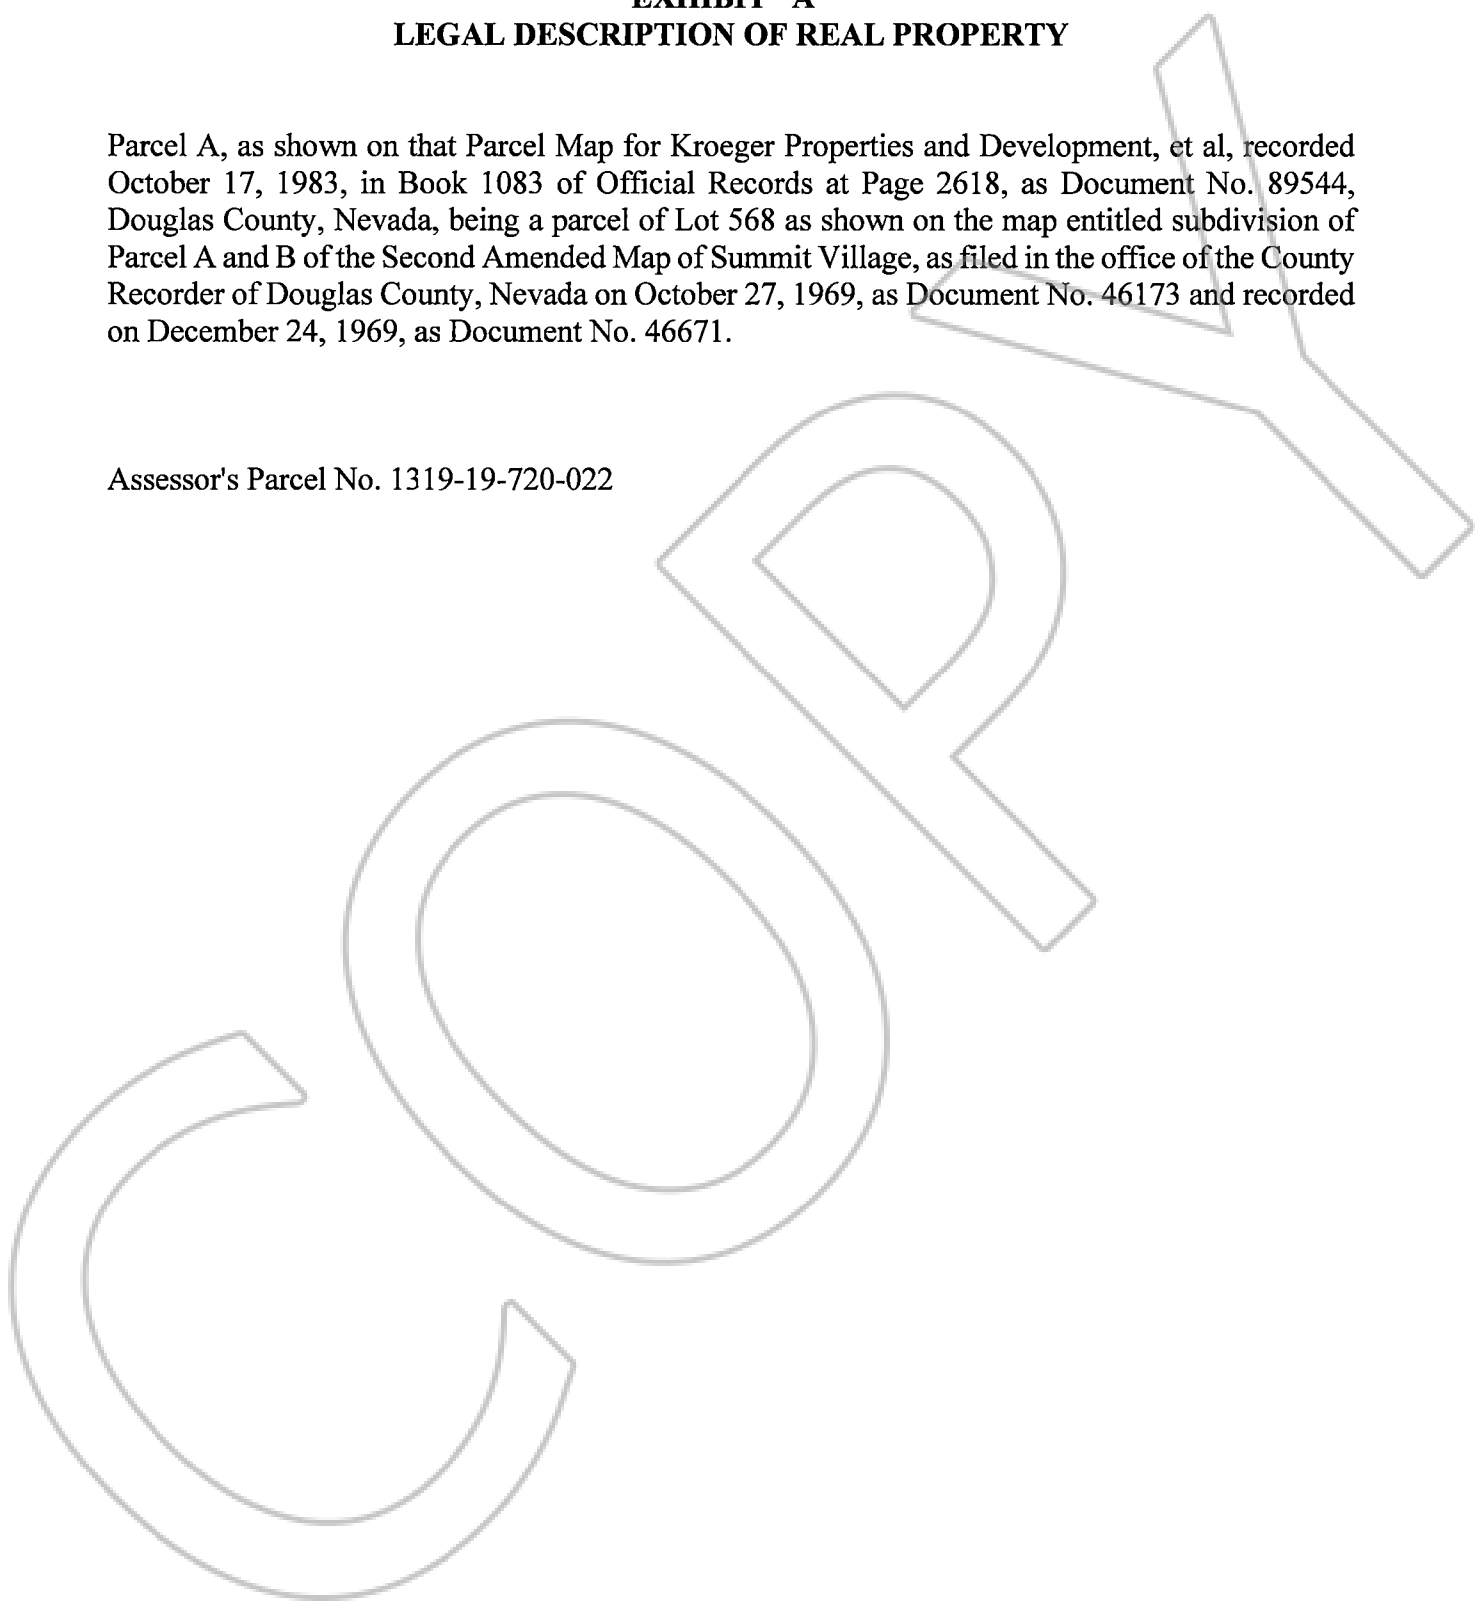 EXHIBIT "A"
LEGAL DESCRIPTION OF REAL PROPERTY
Parcel A, as shown on that Parcel Map for Kroeger Properties and Development, et al, recorded
October 17, 1983, in Book 1083 of Official Records at Page 2618, as Document No. 89544,
Douglas County, Nevada, being a parcel of Lot 568 as shown on the map entitled subdivision of
Parcel A and B of the Second Amended Map of Summit Village, as filed in the office of the County
Recorder of Douglas County, Nevada on October 27, 1969, as Document No. 46173 and recorded
on December 24, 1969, as Document No. 46671.
Assessor's Parcel No. 1319-19-720-022
COPY